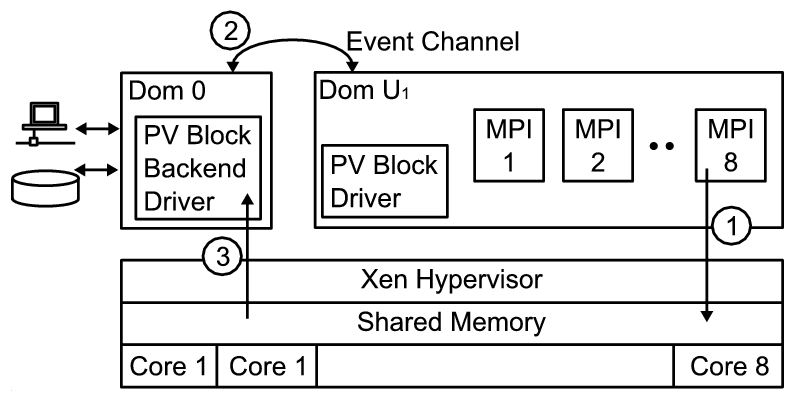 2
Event Channel
Dom 0
Dom U1
PV Block
Backend
Driver
PV Block
Driver
MPI
1
MPI
2
MPI
8
1
3
Xen Hypervisor
Shared Memory
Core 1
Core 1
Core 8